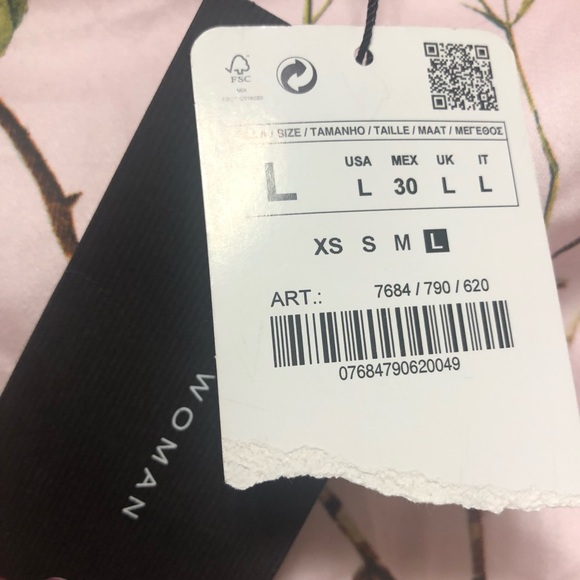 FSC
SIZE / TAMANHO / TAILLE / MAAT / ΜΕΓΕΘΟΣ
L
USA MEX UK IT
L 30 L L
XS S M L
ART.: 7684 / 790 / 620
07684790620049
WOMAN